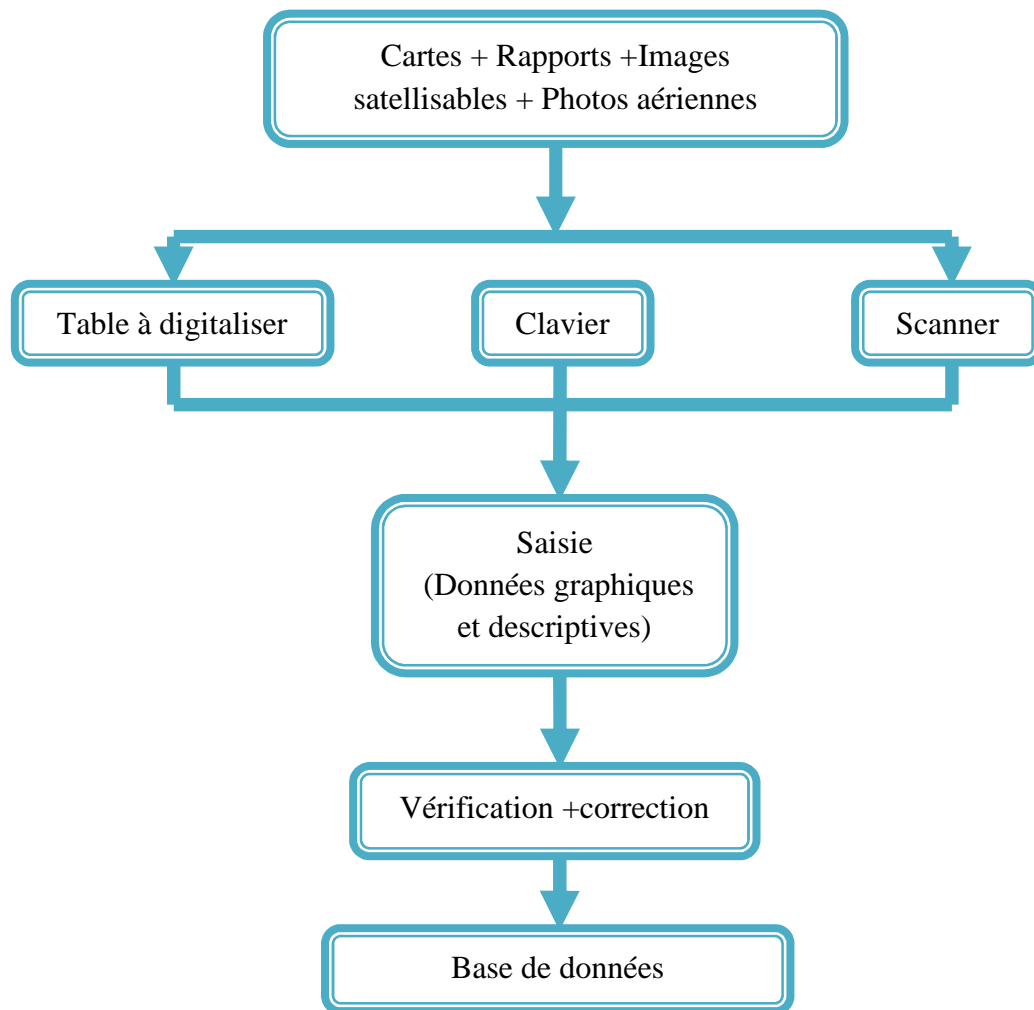 Cartes + Rapports +Images
satellisables + Photos aériennes
Table à digitaliser
Clavier
Scanner
Saisie
(Données graphiques
et descriptives)
Vérification +correction
Base de données